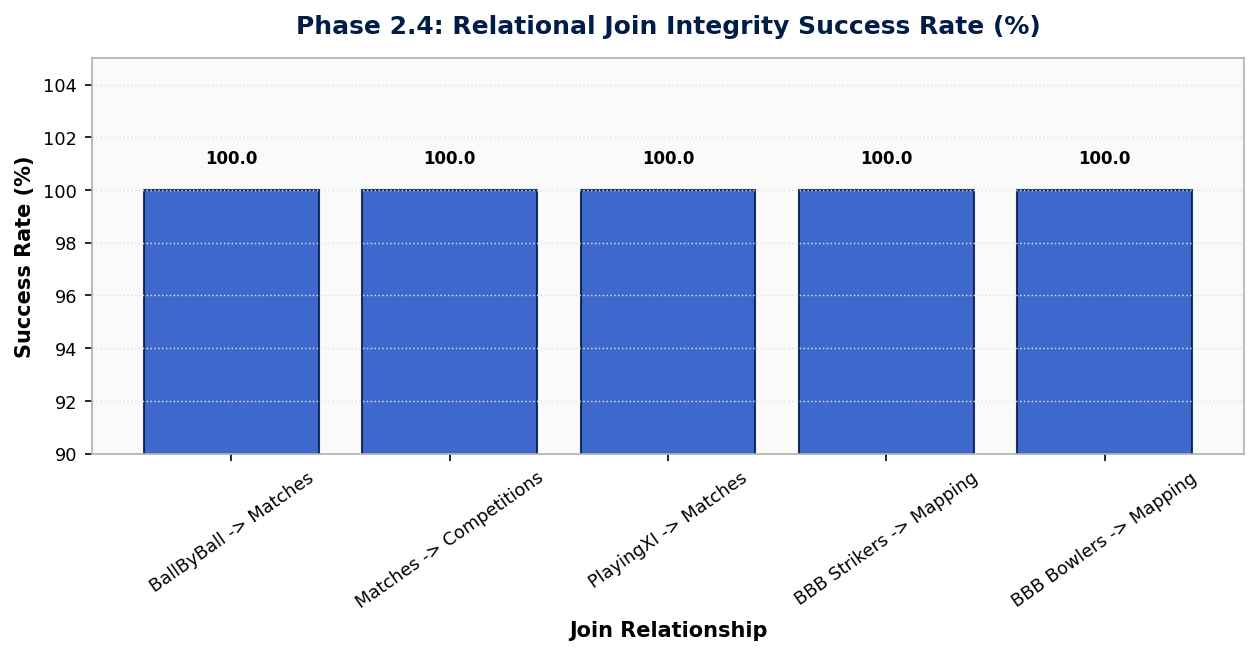 Phase 2.4: Relational Join Integrity Success Rate (%)
Success Rate (%)
104
102
100
98
96
94
92
90
100.0
100.0
100.0
100.0
100.0
BallByBall -> Matches
Matches -> Competitions
PlayingXI -> Matches
BBB Strikers -> Mapping
BBB Bowlers -> Mapping
Join Relationship